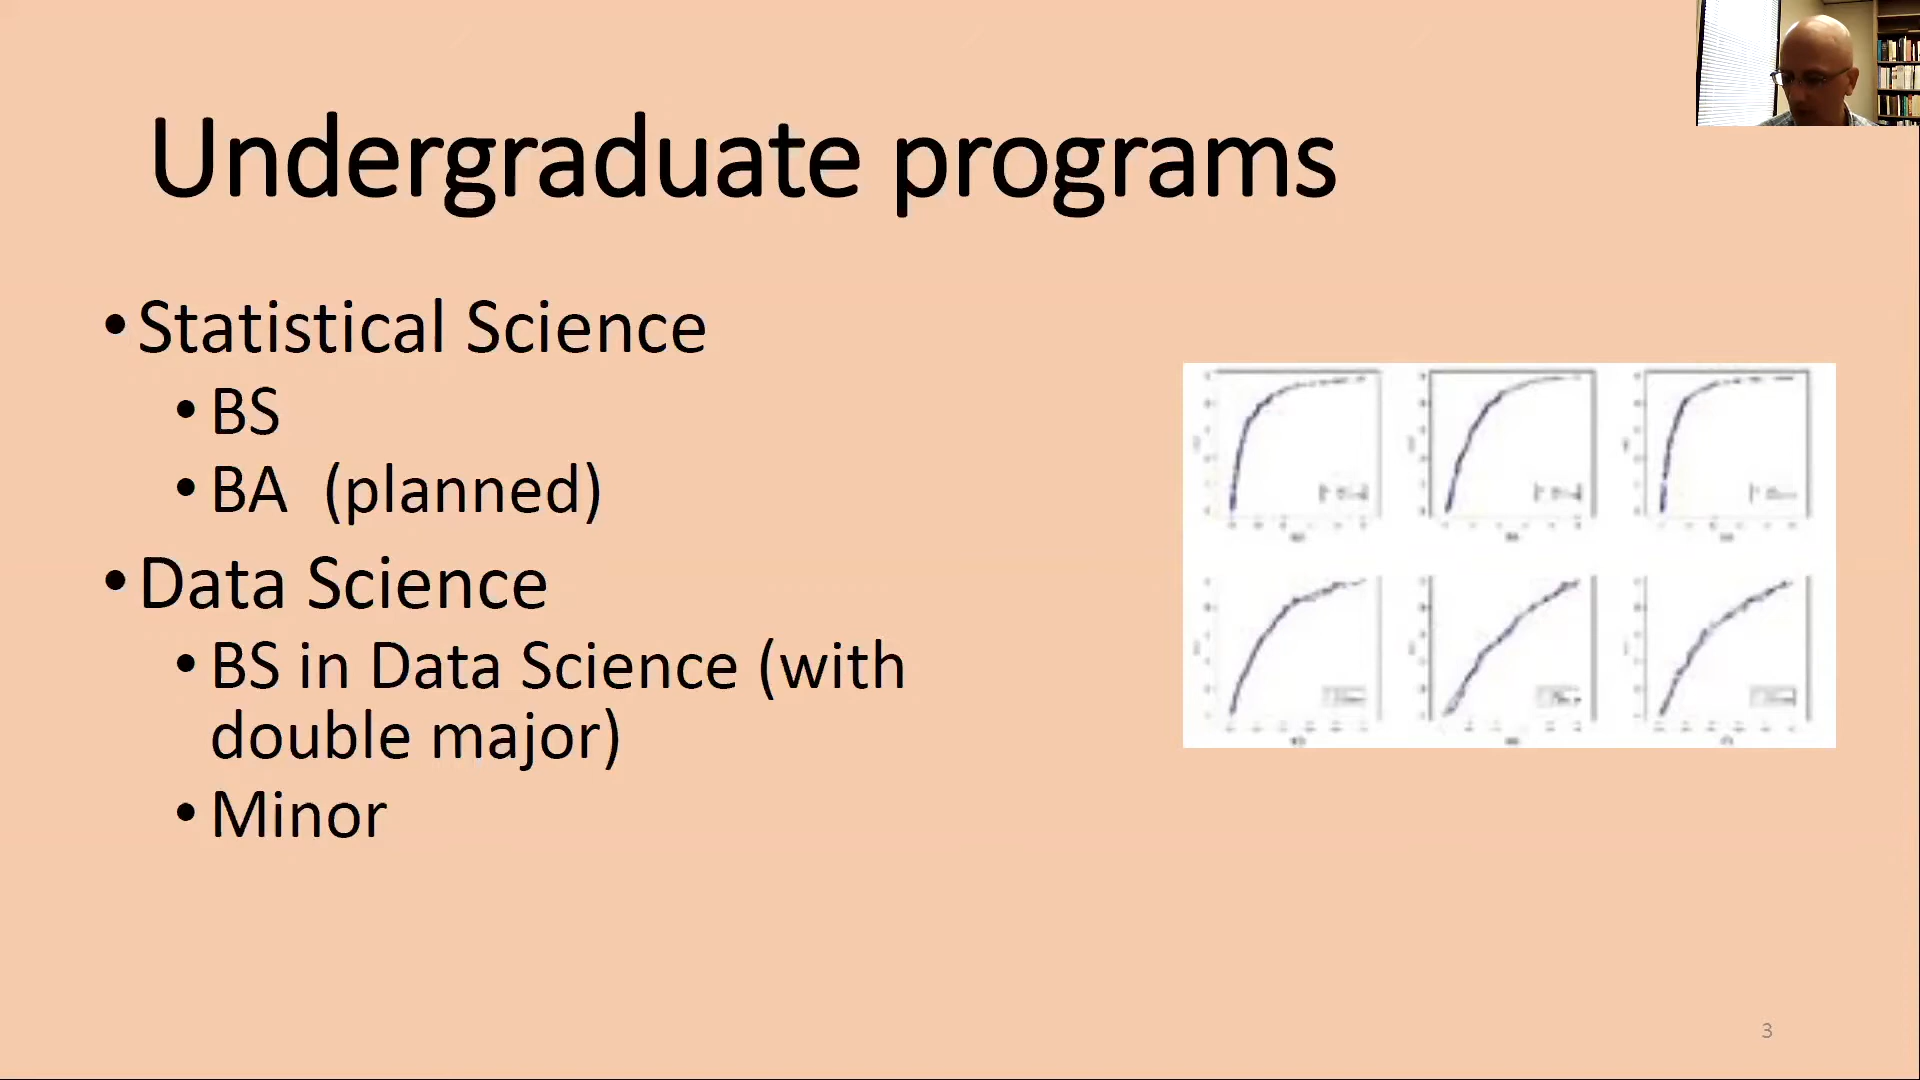 Undergraduate programs
•Statistical Science
•BS
•BA (planned)
•Data Science
•BS in Data Science (with
double major)
•Minor
3